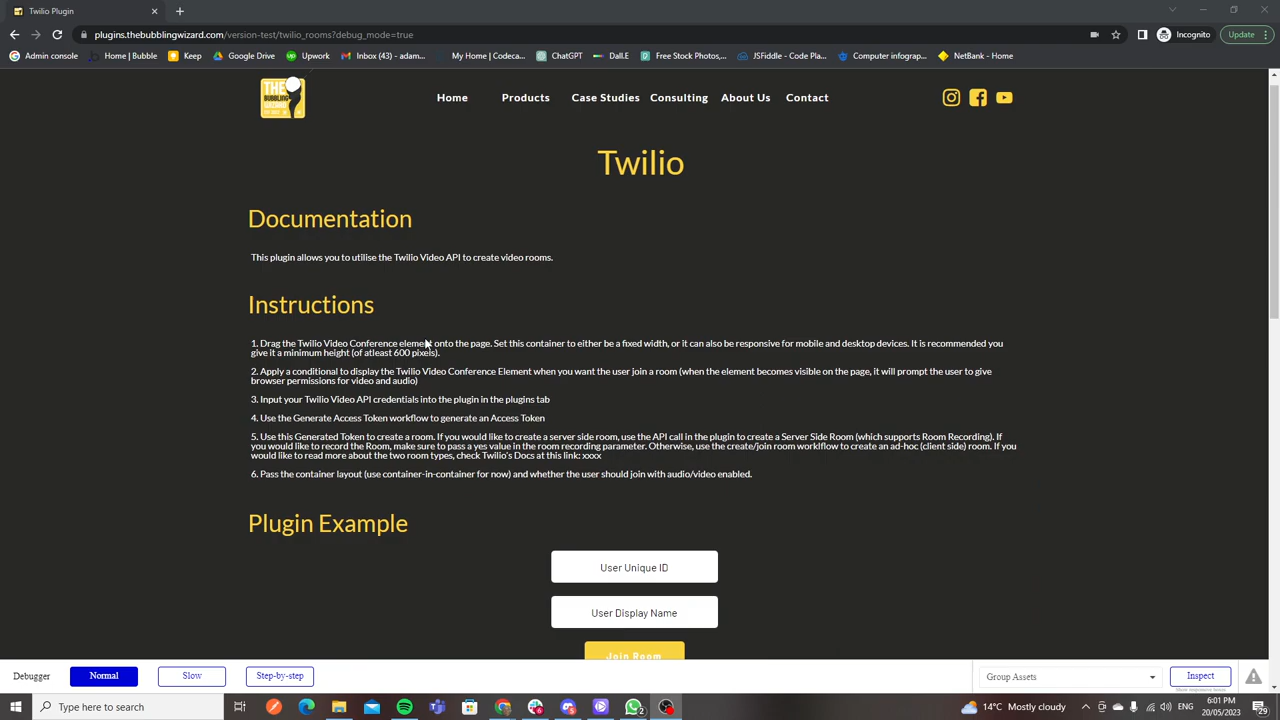 Twilio Plugin
plugins.thebubblingwizard.com/version-test/twilio_rooms?debug_mode=true
Incognito
Update
Admin console
Home | Bubble
Keep
Google Drive
Upwork
Inbox (43) - adam...
My Home | Codeca...
ChatGPT
Dall.E
Free Stock Photos,...
JSFiddle - Code Pla...
Computer infograp...
NetBank - Home
THE
Home
Products
Case Studies
Consulting
About Us
Contact
Twilio
Documentation
This plugin allows you to utilise the Twilio Video API to create video rooms.
Instructions
1. Drag the Twilio Video Conference element onto the page. Set this container to either be a fixed width, or it can also be responsive for mobile and desktop devices. It is recommended you
give it a minimum height (of atleast 600 pixels).
2. Apply a conditional to display the Twilio Video Conference Element when you want the user join a room (when the element becomes visible on the page, it will prompt the user to give
browser permissions for video and audio)
3. Input your Twilio Video API credentials into the plugin in the plugins tab
4. Use the Generate Access Token workflow to generate an Access Token
5. Use this Generated Token to create a room. If you would like to create a server side room, use the API call in the plugin to create a Server Side Room (which supports Room Recording). If
you would like to record the Room, make sure to pass a yes value in the room recording parameter. Otherwise, use the create/join room worklfow to create an ad-hoc (client side) room. If you
would like to read more about the two room types, check Twilio's Docs at this link: xxxx
6. Pass the container layout (use container-in-container for now) and whether the user should join with audio/video enabled.
Plugin Example
User Unique ID
User Display Name
Join Room
Debugger
Normal
Slow
Step-by-step
Group Assets
Inspect
Show responsive boxes
Type here to search
2
14°C Mostly cloudy
6:01 PM
20/05/2023
29